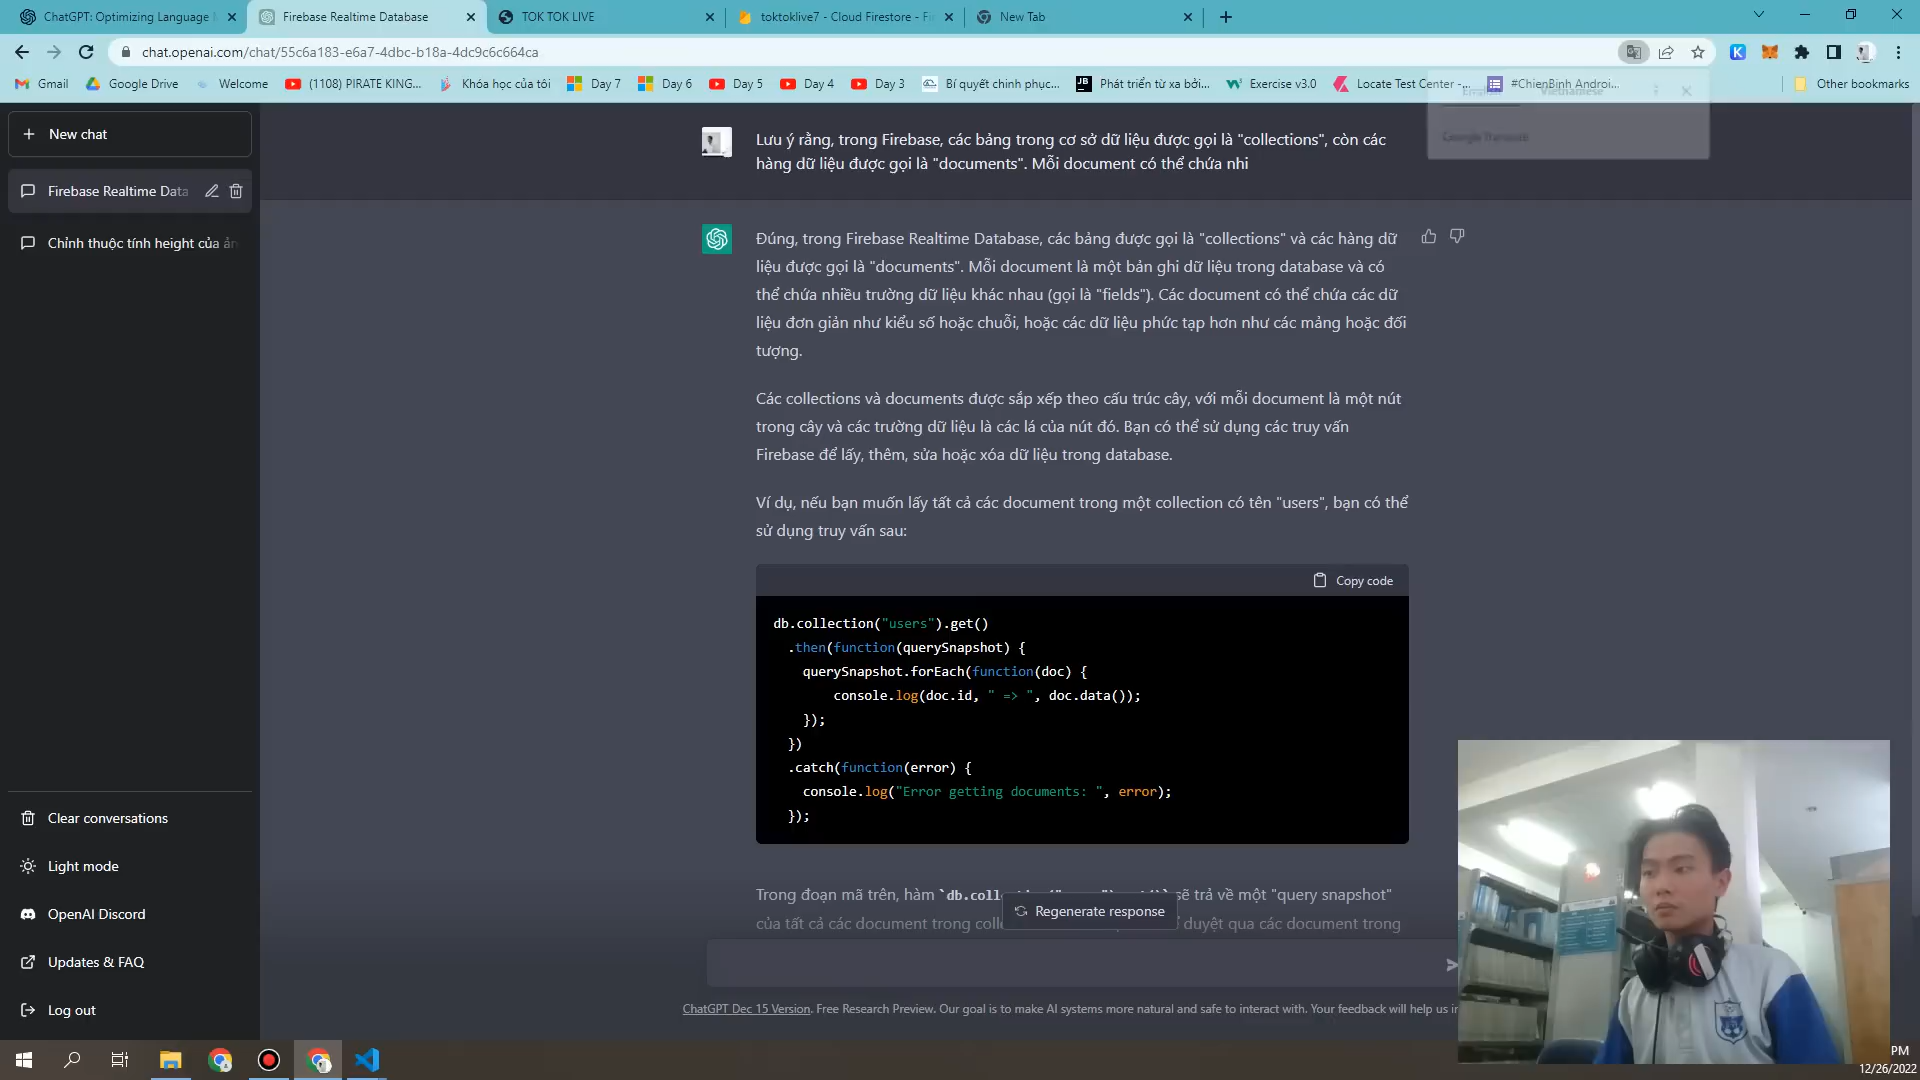 ChatGPT: Optimizing Language
Firebase Realtime Database
TOK TOK LIVE
toktoklive7 - Cloud Firestore - Fi
New Tab
chat.openai.com/chat/55c6a183-e6a7-4dbc-b18a-4dc9c6c664ca
Gmail
Google Drive
Welcome
(1108) PIRATE KING...
Khóa học của tôi
Day 7
Day 6
Day 5
Day 4
Day 3
Bí quyết chinh phục...
Phát triển từ xa bởi...
Exercise v3.0
Locate Test Center -...
#ChienBinh Androi...
Other bookmarks
Vietnamese
Google Translate
New chat
Firebase Realtime Data
Chỉnh thuộc tính height của ản
Clear conversations
Light mode
OpenAI Discord
Updates & FAQ
Log out
Lưu ý rằng, trong Firebase, các bảng trong cơ sở dữ liệu được gọi là "collections", còn các
hàng dữ liệu được gọi là "documents". Mỗi document có thể chứa nhi
Đúng, trong Firebase Realtime Database, các bảng được gọi là "collections" và các hàng dữ
liệu được gọi là "documents". Mỗi document là một bản ghi dữ liệu trong database và có
thể chứa nhiều trường dữ liệu khác nhau (gọi là "fields"). Các document có thể chứa các dữ
liệu đơn giản như kiểu số hoặc chuỗi, hoặc các dữ liệu phức tạp hơn như các mảng hoặc đối
tượng.
Các collections và documents được sắp xếp theo cấu trúc cây, với mỗi document là một nút
trong cây và các trường dữ liệu là các lá của nút đó. Bạn có thể sử dụng các truy vấn
Firebase để lấy, thêm, sửa hoặc xóa dữ liệu trong database.
Ví dụ, nếu bạn muốn lấy tất cả các document trong một collection có tên "users", bạn có thể
sử dụng truy vấn sau:
Copy code
db.collection("users").get()
.then(function(querySnapshot) {
querySnapshot.forEach(function(doc) {
console.log(doc.id, " => ", doc.data());
});
})
.catch(function(error) {
console.log("Error getting documents: ", error);
});
Trong đoạn mã trên, hàm `db.coll sẽ trả về một "query snapshot"
của tất cả các document trong colle duyệt qua các document trong
Regenerate response
ChatGPT Dec 15 Version. Free Research Preview. Our goal is to make AI systems more natural and safe to interact with. Your feedback will help us i
PM
12/26/2022